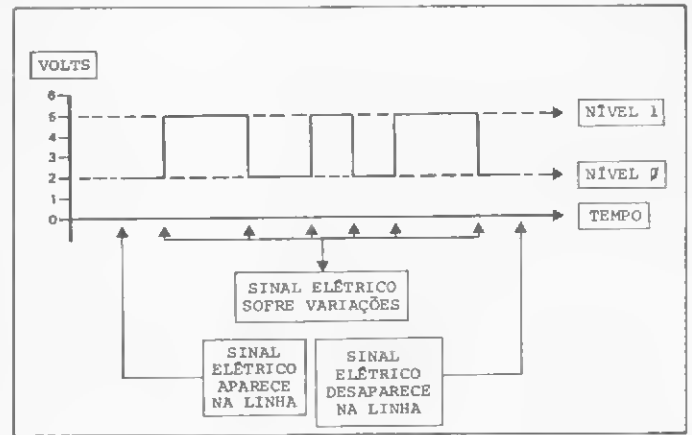 VOLTS
6
5
4
3
2
1
0
NÍVEL 1
NÍVEL Ø
TEMPO
SINAL ELÉTRICO
SOFRE VARIAÇÕES
SINAL
ELÉTRICO
APARECE
NA LINHA
SINAL
ELÉTRICO
DESAPARECE
NA LINHA